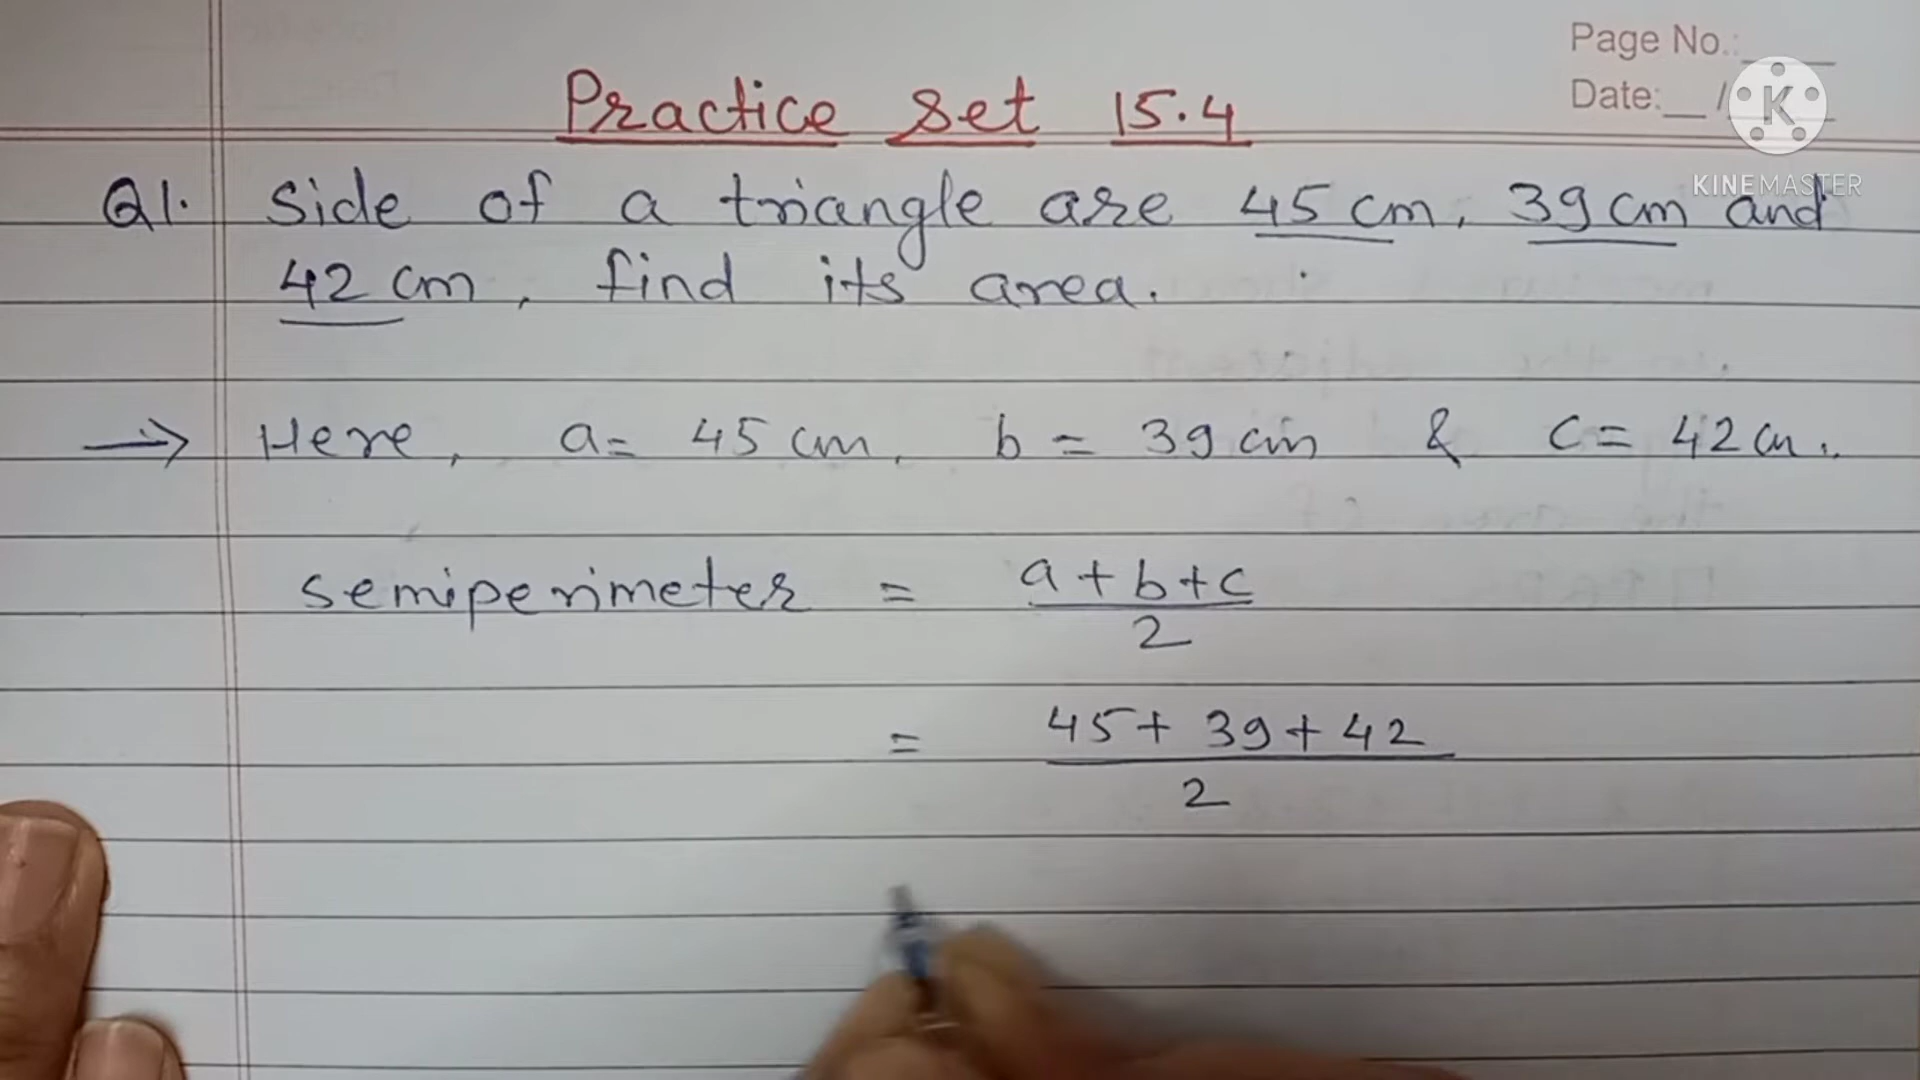 Page No.:
Date: / 
K
KINEMASTER
Practice set 15.4
Q1. Side of a triangle are 45 cm, 39 cm and
42 cm, find its area.
→ Here, a= 45 cm, b = 39 cm & c= 42 cm.
semiperimeter = a+b+c
2
= 45+ 39+ 42
2